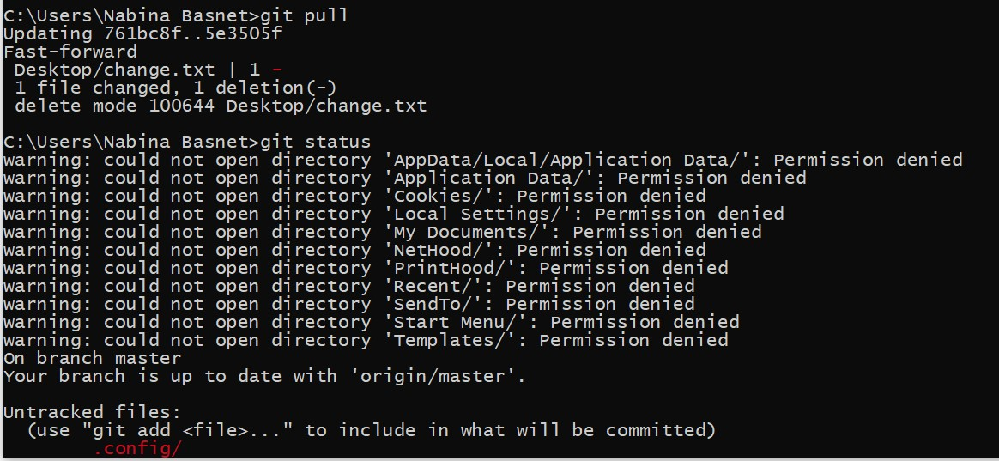 C:\Users\Nabina Basnet>git pull
Updating 761bc8f..5e3505f
Fast-forward
 Desktop/change.txt | 1 -
 1 file changed, 1 deletion(-)
 delete mode 100644 Desktop/change.txt

C:\Users\Nabina Basnet>git status
warning: could not open directory 'AppData/Local/Application Data/': Permission denied
warning: could not open directory 'Application Data/': Permission denied
warning: could not open directory 'Cookies/': Permission denied
warning: could not open directory 'Local Settings/': Permission denied
warning: could not open directory 'My Documents/': Permission denied
warning: could not open directory 'NetHood/': Permission denied
warning: could not open directory 'PrintHood/': Permission denied
warning: could not open directory 'Recent/': Permission denied
warning: could not open directory 'SendTo/': Permission denied
warning: could not open directory 'Start Menu/': Permission denied
warning: could not open directory 'Templates/': Permission denied
On branch master
Your branch is up to date with 'origin/master'.

Untracked files:
  (use "git add <file>..." to include in what will be committed)
        .config/